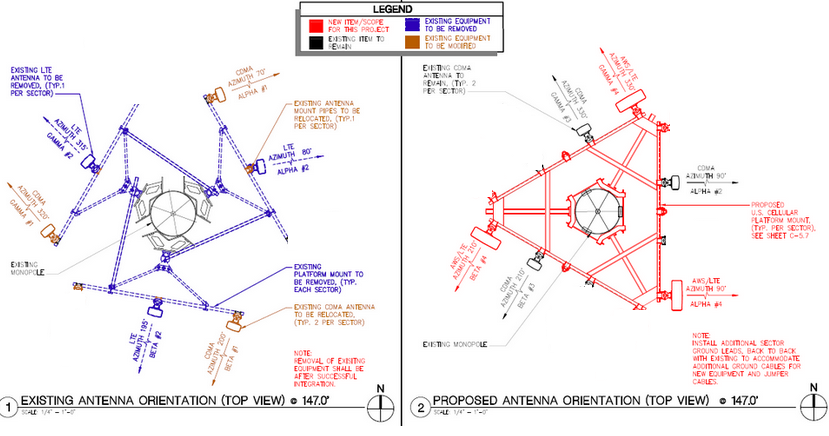 LEGEND
NEW ITEM/SCOPE
FOR THIS PROJECT
EXISTING EQUIPMENT
TO BE REMOVED
EXISTING ITEM TO
REMAIN
EXISTING EQUIPMENT
TO BE MODIFIED
EXISTING LTE
ANTENNA TO BE
REMOVED, (TYP.1
PER SECTOR)
CDMA
AZIMUTH 70°
ALPHA #1
EXISTING ANTENNA
MOUNT PIPES TO BE
RELOCATED, (TYP.1
PER SECTOR)
LTE
AZIMUTH 315°
GAMMA #2
LTE
AZIMUTH 80°
ALPHA #2
CDMA
AZIMUTH 320°
GAMMA #1
EXISTING
MONOPOLE
EXISTING
PLATFORM MOUNT TO
BE REMOVED, (TYP.
EACH SECTOR)
EXISTING CDMA ANTENNA
TO BE RELOCATED,
(TYP. 2 PER SECTOR)
LTE
AZIMUTH 195°
BETA #2
CDMA
AZIMUTH 200°
BETA #1
NOTE:
REMOVAL OF EXISITNG
EQUIPMENT SHALL BE
AFTER SUCCESSFUL
INTEGRATION.
1 EXISTING ANTENNA ORIENTATION (TOP VIEW) @ 147.0'
SCALE: 1/4" = 1'-0"
N
EXISTING CDMA
ANTENNA TO
REMAIN, (TYP. 2
PER SECTOR)
CDMA
AZIMUTH 330°
GAMMA #3
AWS/LTE
AZIMUTH 330°
GAMMA #4
CDMA
AZIMUTH 90°
ALPHA #2
PROPOSED
U.S. CELLULAR
PLATFORM MOUNT,
(TYP. PER SECTOR),
SEE SHEET C-5.7
AWS/LTE
AZIMUTH 210°
BETA #4
CDMA
AZIMUTH 210°
BETA #3
AWS/LTE
AZIMUTH 90°
ALPHA #4
EXISTING MONOPOLE
NOTE:
INSTALL ADDITIONAL SECTOR
GROUND LEADS, BACK TO BACK
WITH EXISTING TO ACCOMMODATE
ADDITIONAL GROUND CABLES FOR
NEW EQUIPMENT AND JUMPER
CABLES.
2 PROPOSED ANTENNA ORIENTATION (TOP VIEW) @ 147.0'
SCALE: 1/4" = 1'-0"
N